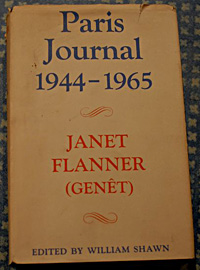 Paris
Journal
1944-1965
JANET
FLANNER
(GENÊT)
EDITED BY WILLIAM SHAWN